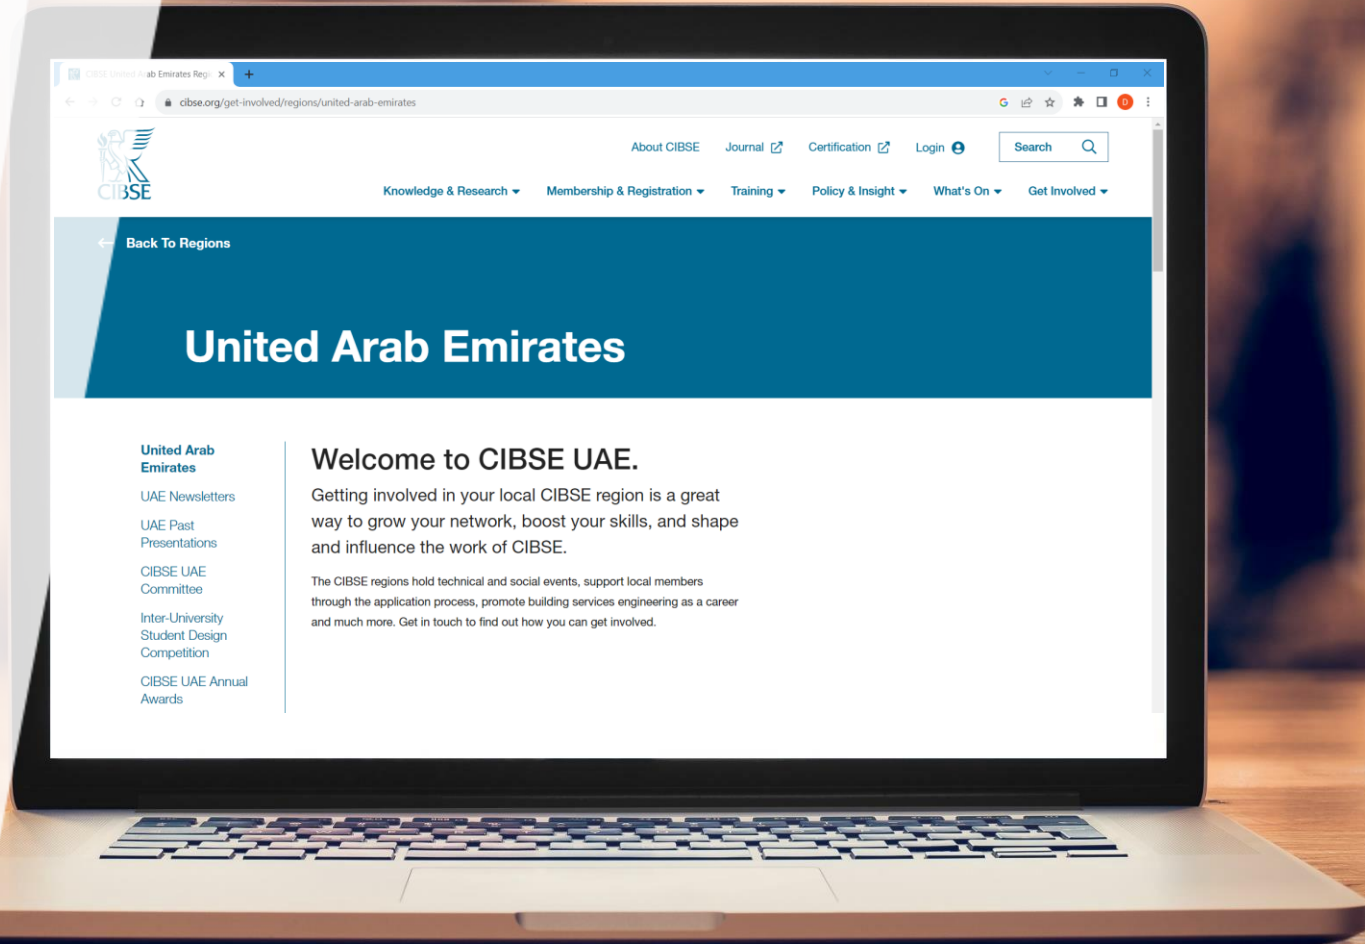 CIBSE United Arab Emirates Regi
cibse.org/get-involved/regions/united-arab-emirates
D
CIBSE
About CIBSE Journal Certification Login Search
Knowledge & Research Membership & Registration Training Policy & Insight What's On Get Involved
Back To Regions
United Arab Emirates
United Arab
Emirates
UAE Newsletters
UAE Past
Presentations
CIBSE UAE
Committee
Inter-University
Student Design
Competition
CIBSE UAE Annual
Awards
Welcome to CIBSE UAE.
Getting involved in your local CIBSE region is a great
way to grow your network, boost your skills, and shape
and influence the work of CIBSE.
The CIBSE regions hold technical and social events, support local members
through the application process, promote building services engineering as a career
and much more. Get in touch to find out how you can get involved.